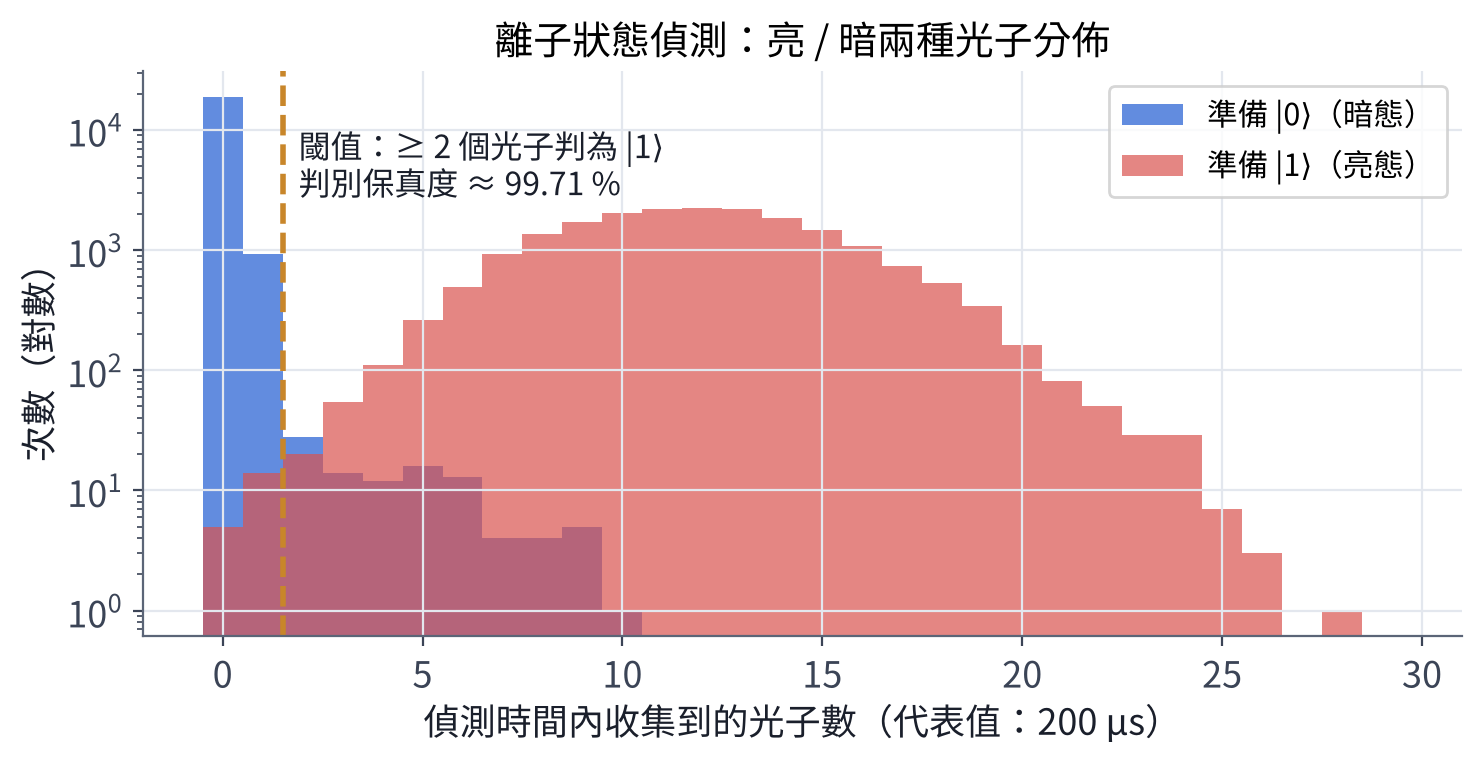 離子狀態偵測：亮 / 暗兩種光子分佈
準備 |0⟩（暗態）
準備 |1⟩（亮態）
閾值：≥ 2 個光子判為 |1⟩
判別保真度 ≈ 99.71 %
次數（對數）
10⁴
10³
10²
10¹
10⁰
0 5 10 15 20 25 30
偵測時間內收集到的光子數（代表值：200 μs）